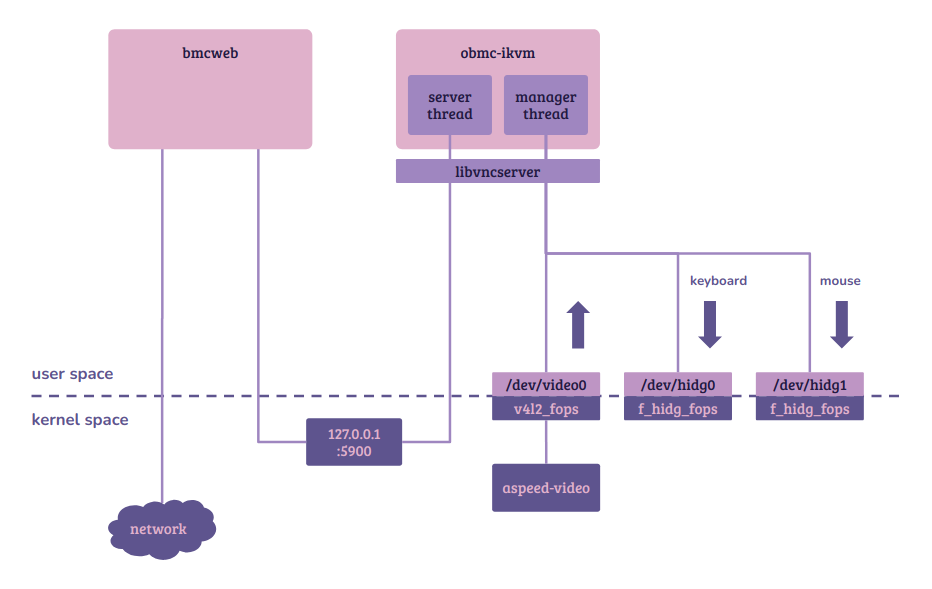 bmcweb
obmc-ikvm
server
thread
manager
thread
libvncserver
keyboard
mouse
user space
kernel space
/dev/video0
v4l2_fops
/dev/hidg0
f_hidg_fops
/dev/hidg1
f_hidg_fops
127.0.0.1
:5900
aspeed-video
network